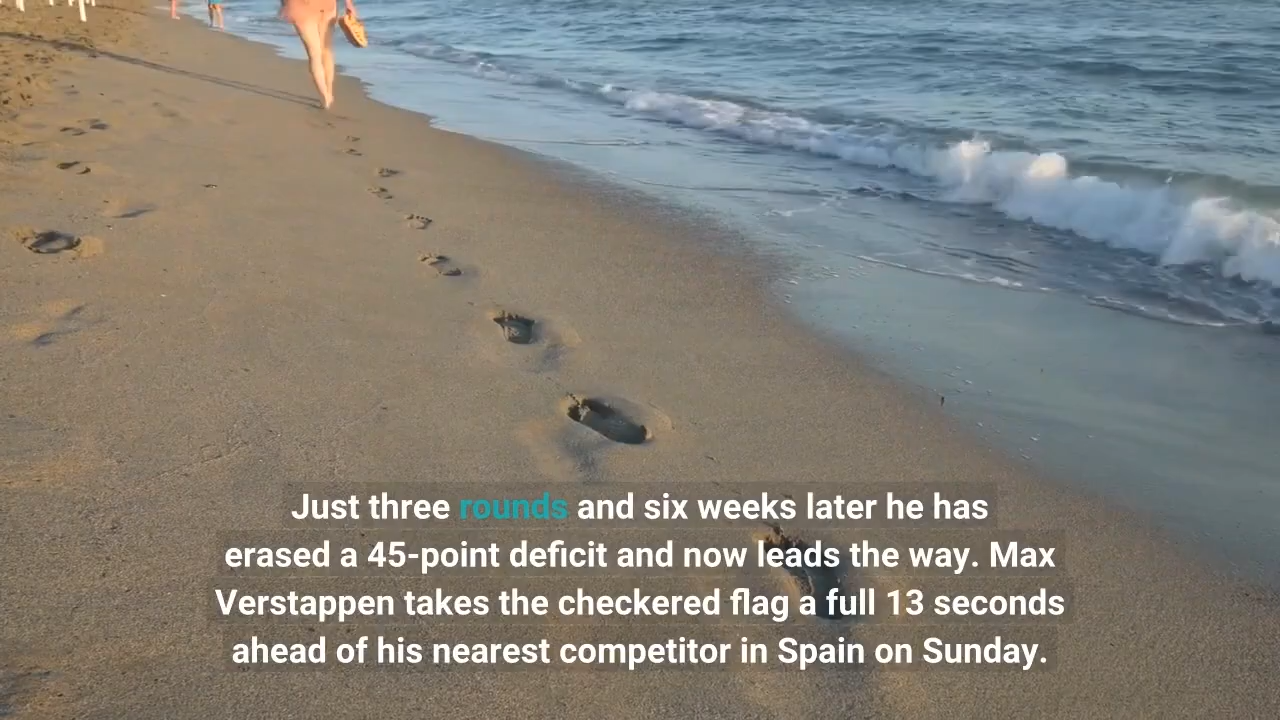 Just three rounds and six weeks later he has
erased a 45-point deficit and now leads the way. Max
Verstappen takes the checkered flag a full 13 seconds
ahead of his nearest competitor in Spain on Sunday.